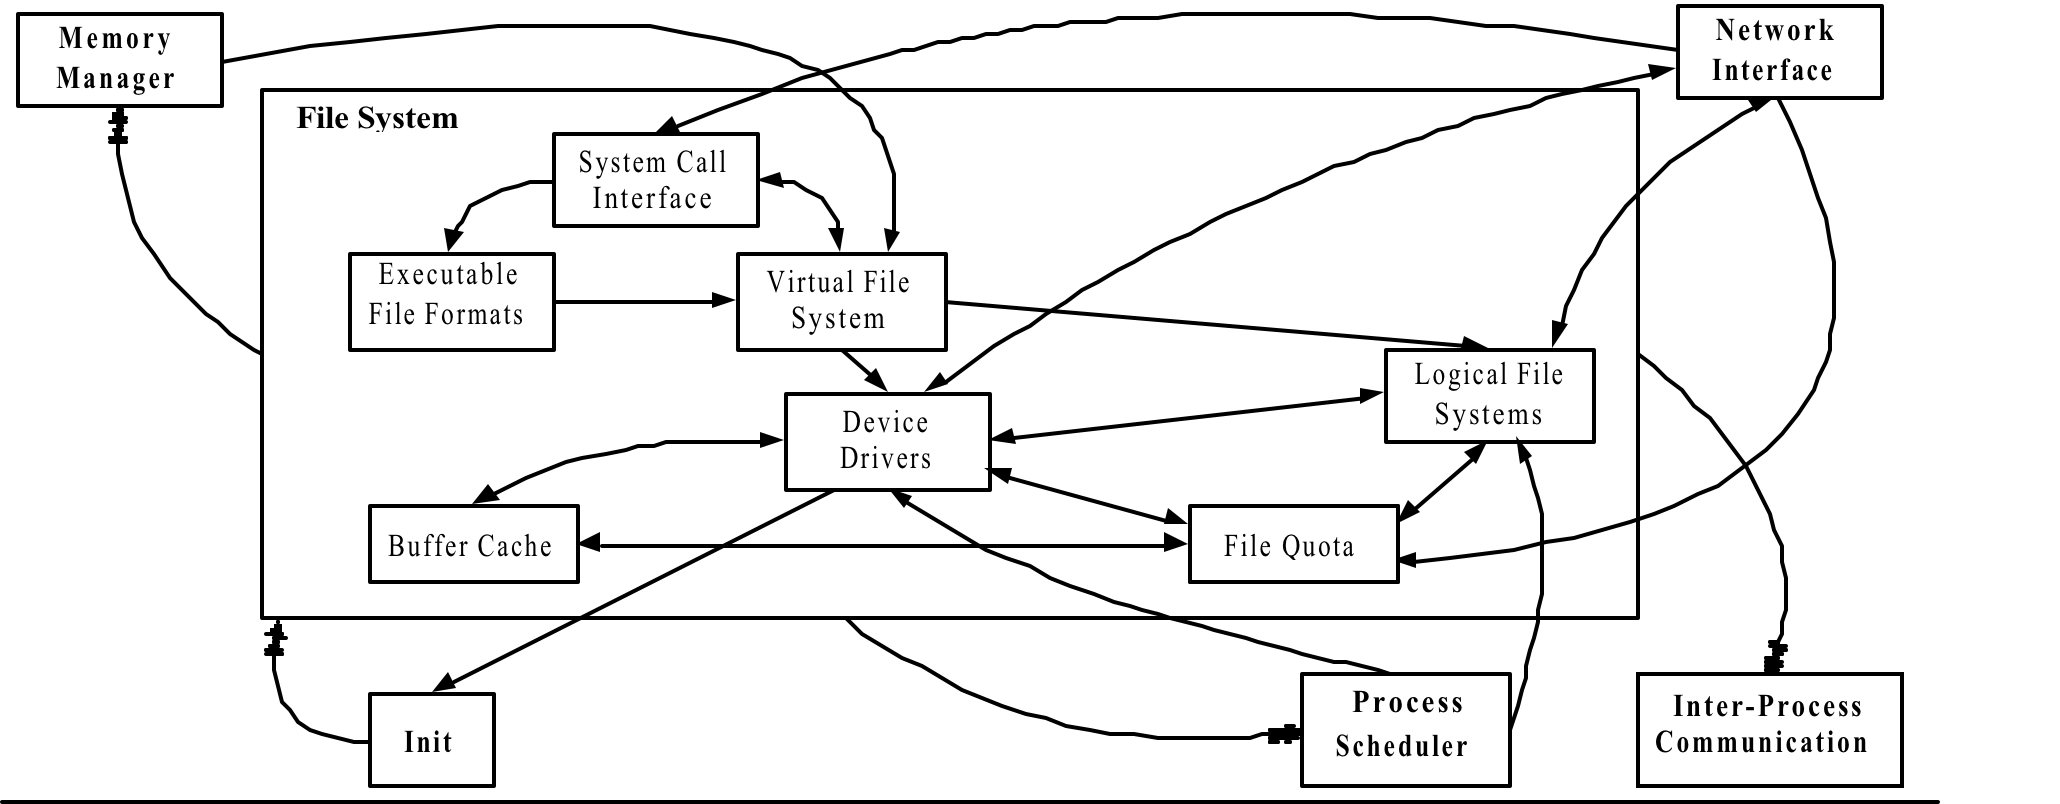 Memory
Manager
Network
Interface
File System
System Call
Interface
Executable
File Formats
Virtual File
System
Logical File
Systems
Device
Drivers
Buffer Cache
File Quota
Init
Process
Scheduler
Inter-Process
Communication